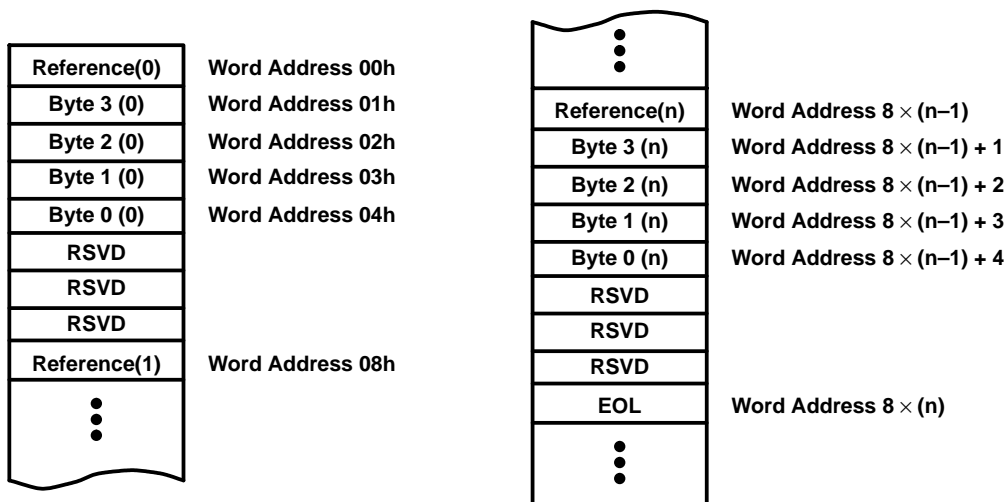 Reference(0) Word Address 00h
Byte 3 (0) Word Address 01h
Byte 2 (0) Word Address 02h
Byte 1 (0) Word Address 03h
Byte 0 (0) Word Address 04h
RSVD
RSVD
RSVD
Reference(1) Word Address 08h
Reference(n) Word Address 8 × (n–1)
Byte 3 (n) Word Address 8 × (n–1) + 1
Byte 2 (n) Word Address 8 × (n–1) + 2
Byte 1 (n) Word Address 8 × (n–1) + 3
Byte 0 (n) Word Address 8 × (n–1) + 4
RSVD
RSVD
RSVD
EOL Word Address 8 × (n)